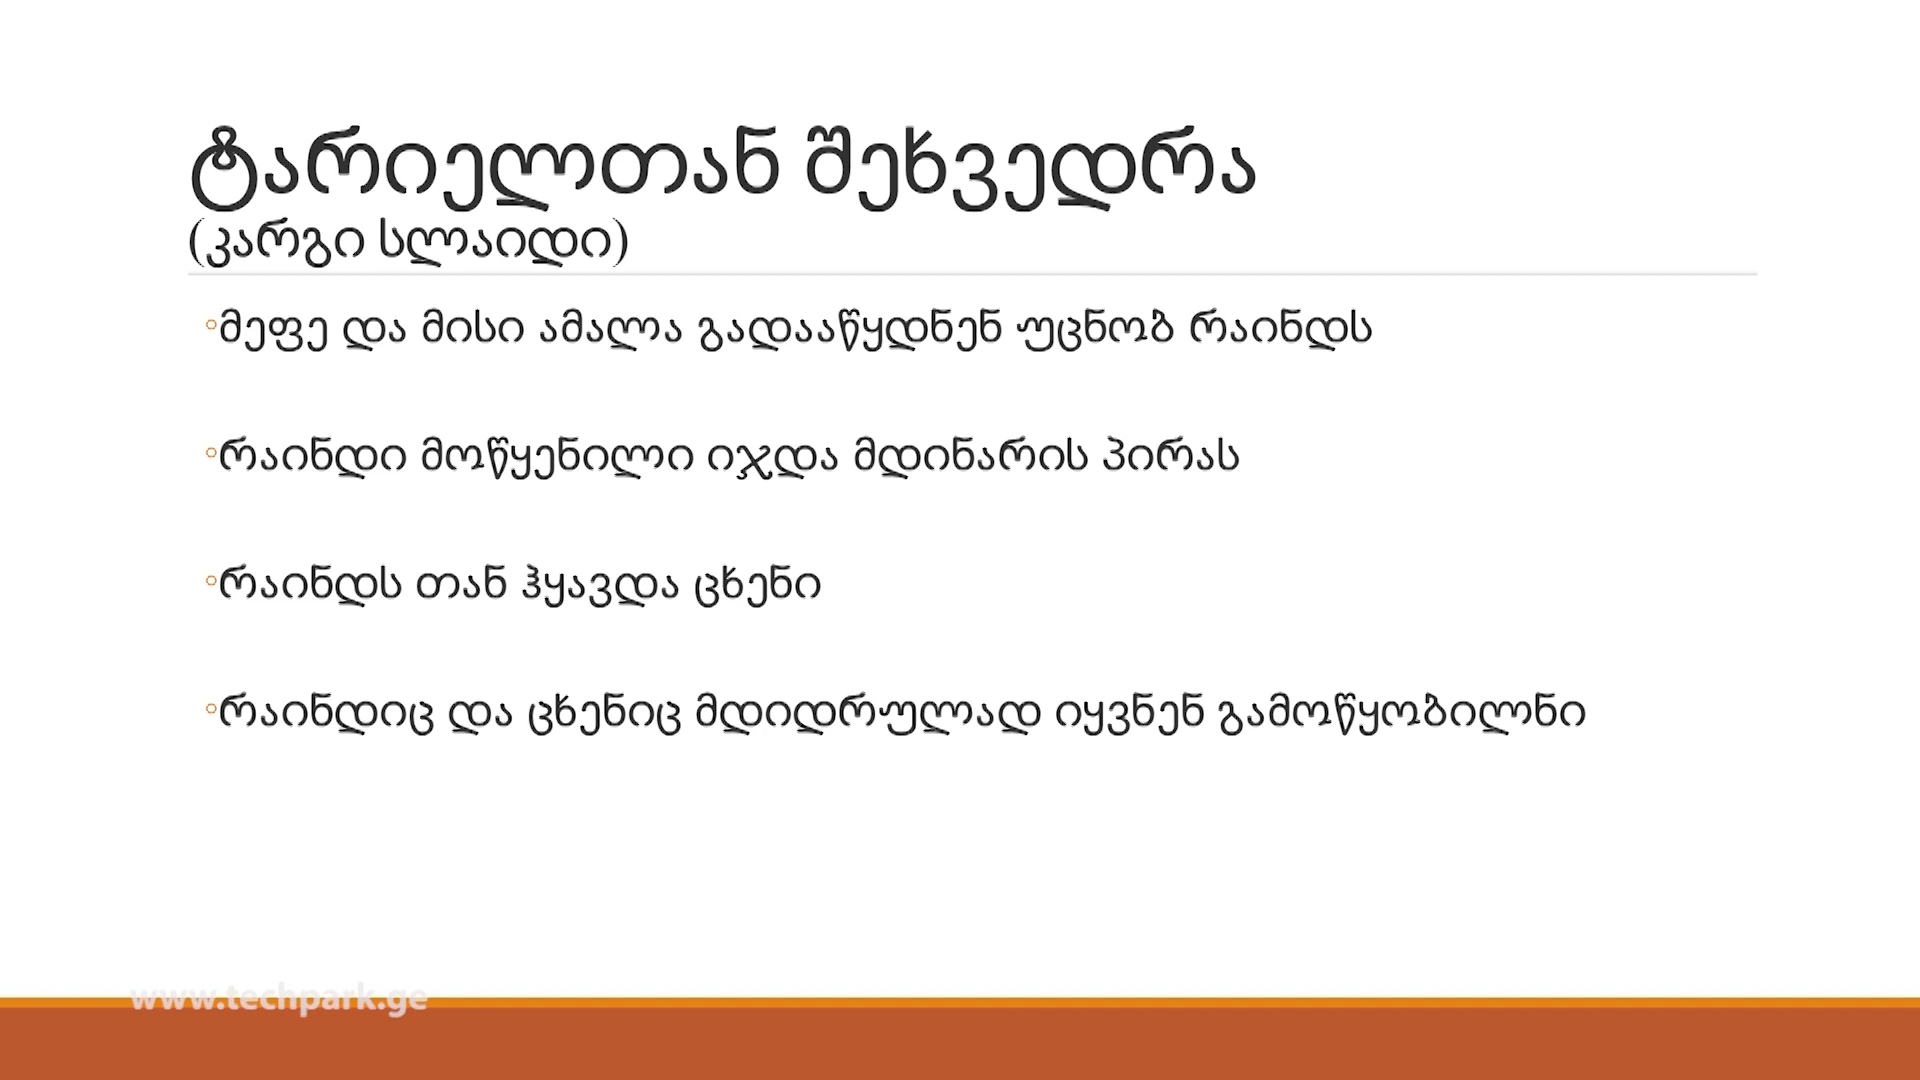 ტარიელთან შეხვედრა
(კარგი სლაიდი)
◦მეფე და მისი ამალა გადააწყდნენ უცნობ რაინდს
◦რაინდი მოწყენილი იჯდა მდინარის პირას
◦რაინდს თან ჰყავდა ცხენი
◦რაინდიც და ცხენიც მდიდრულად იყვნენ გამოწყობილნი
www.techpark.ge